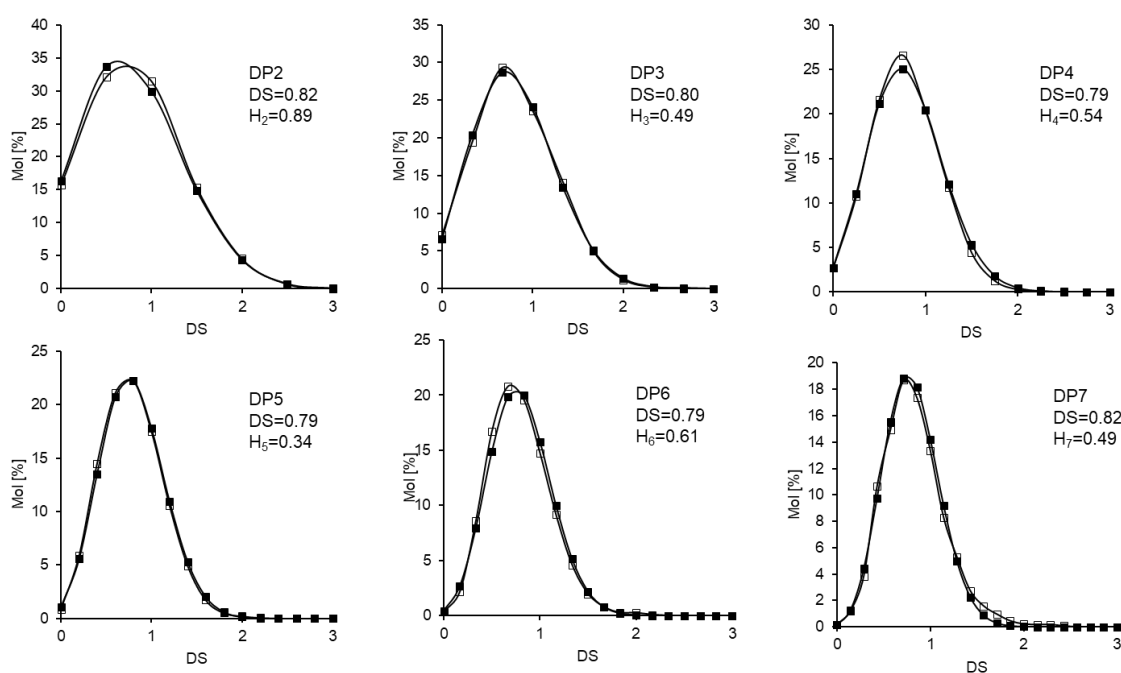 40
35
30
25
20
15
10
5
0
Mol [%]
DP2
DS=0.82
H₂=0.89
0 1 2 3
DS
35
30
25
20
15
10
5
0
Mol [%]
DP3
DS=0.80
H₃=0.49
0 1 2 3
DS
30
25
20
15
10
5
0
Mol [%]
DP4
DS=0.79
H₄=0.54
0 1 2 3
DS
25
20
15
10
5
0
Mol [%]
DP5
DS=0.79
H₅=0.34
0 1 2 3
DS
25
20
15
10
5
0
Mol [%]
DP6
DS=0.79
H₆=0.61
0 1 2 3
DS
20
18
16
14
12
10
8
6
4
2
0
Mol [%]
DP7
DS=0.82
H₇=0.49
0 1 2 3
DS